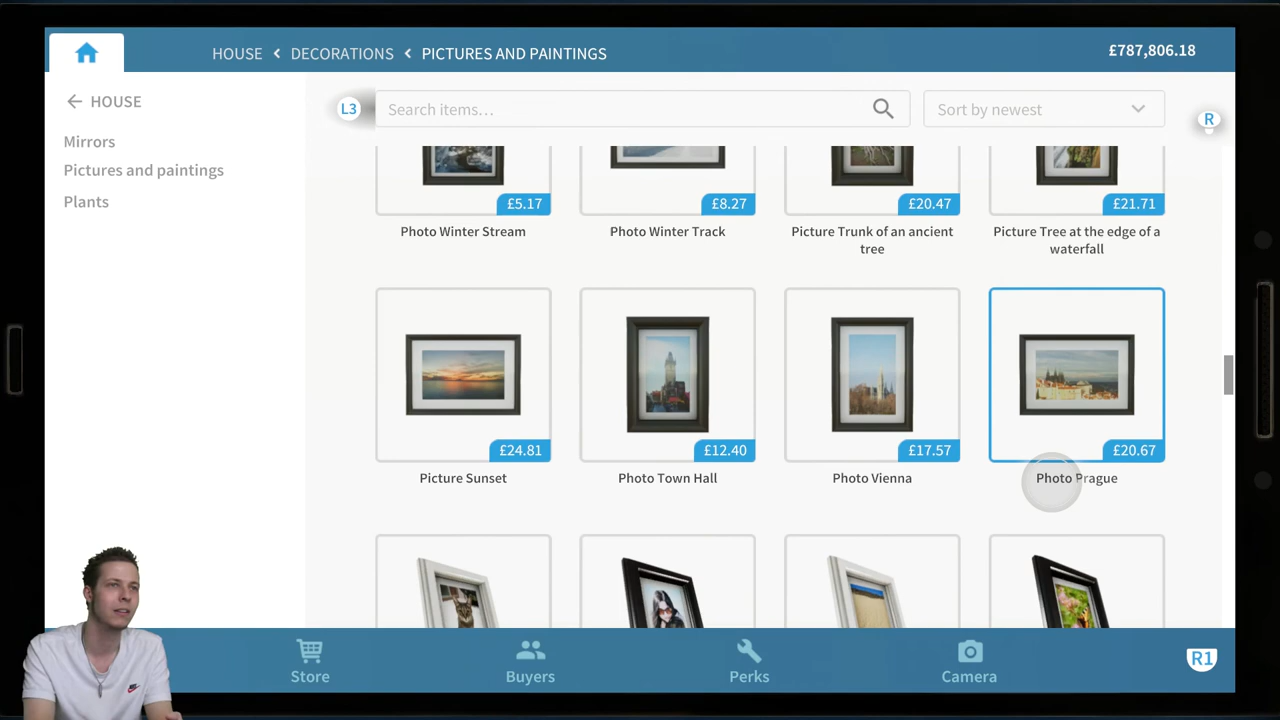 HOUSE < DECORATIONS < PICTURES AND PAINTINGS
£787,806.18
HOUSE
Mirrors
Pictures and paintings
Plants
L3
Search items...
Sort by newest
R
£5.17
£8.27
£20.47
£21.71
Photo Winter Stream
Photo Winter Track
Picture Trunk of an ancient
tree
Picture Tree at the edge of a
waterfall
£24.81
£12.40
£17.57
£20.67
Picture Sunset
Photo Town Hall
Photo Vienna
Photo Prague
Store
Buyers
Perks
Camera
R1